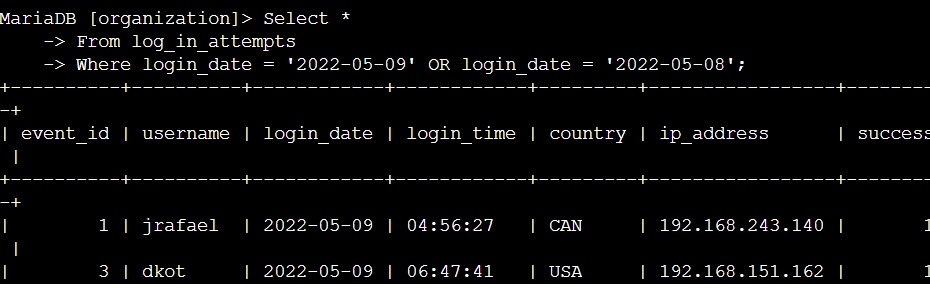 MariaDB [organization]> Select *
    -> From log_in_attempts
    -> Where login_date = '2022-05-09' OR login_date = '2022-05-08';
+----------+----------+------------+------------+---------+----------------+--------
-+
| event_id | username | login_date | login_time | country | ip_address     | success
 |
+----------+----------+------------+------------+---------+----------------+--------
-+
|        1 | jrafael  | 2022-05-09 | 04:56:27   | CAN     | 192.168.243.140 |       1
 |
|        3 | dkot     | 2022-05-09 | 06:47:41   | USA     | 192.168.151.162 |       1